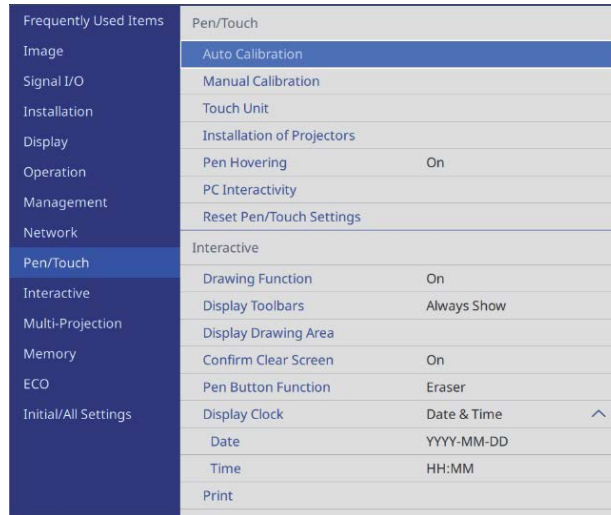 Frequently Used Items
Image
Signal I/O
Installation
Display
Operation
Management
Network
Pen/Touch
Interactive
Multi-Projection
Memory
ECO
Initial/All Settings
Pen/Touch
Auto Calibration
Manual Calibration
Touch Unit
Installation of Projectors
Pen Hovering On
PC Interactivity
Reset Pen/Touch Settings
Interactive
Drawing Function On
Display Toolbars Always Show
Display Drawing Area
Confirm Clear Screen On
Pen Button Function Eraser
Display Clock Date & Time
Date YYYY-MM-DD
Time HH:MM
Print